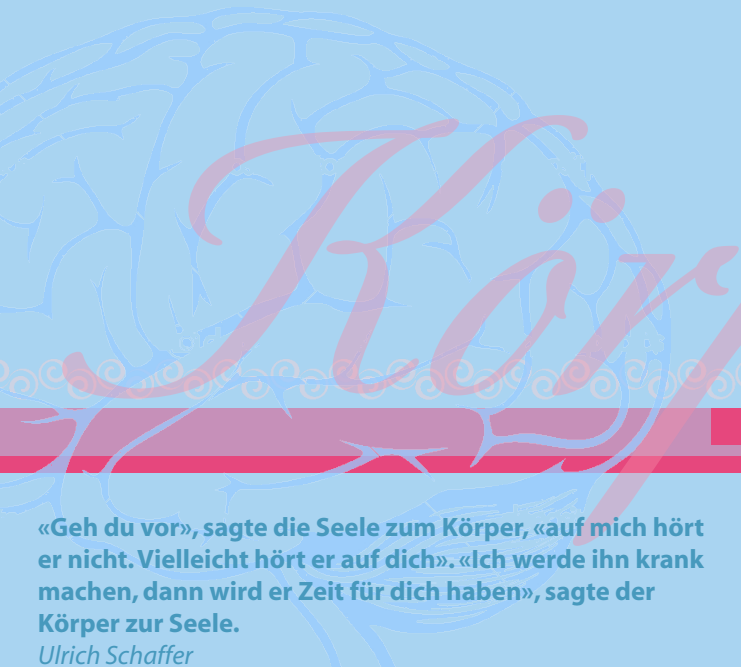 Körp
«Geh du vor», sagte die Seele zum Körper, «auf mich hört
er nicht. Vielleicht hört er auf dich». «Ich werde ihn krank
machen, dann wird er Zeit für dich haben», sagte der
Körper zur Seele.
Ulrich Schaffer